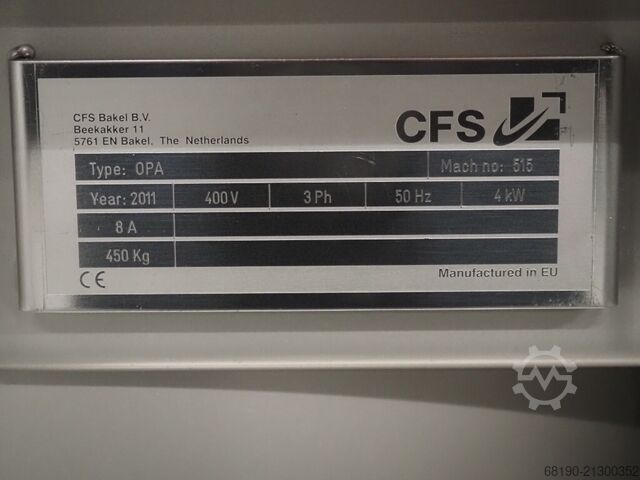 CFS Bakel B.V.
Beekakker 11
5761 EN Bakel, The Netherlands
CFS
Type: OPA Mach no: 515
Year: 2011 400 V 3 Ph 50 Hz 4 kW
8 A
450 Kg
CE Manufactured in EU
68190-21300352